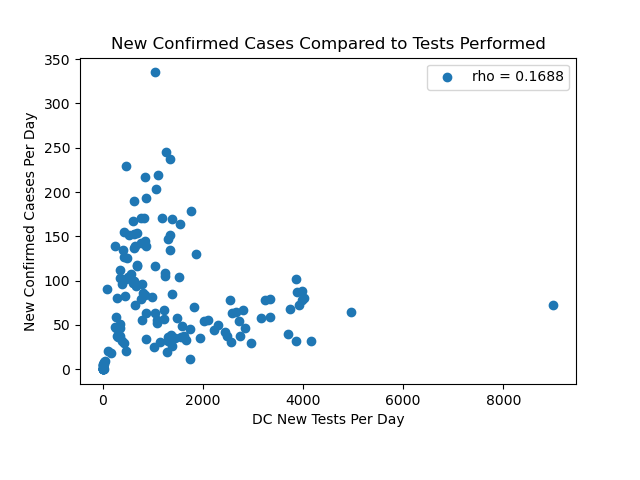 New Confirmed Cases Compared to Tests Performed
rho = 0.1688
New Confirmed Caeses Per Day
350
300
250
200
150
100
50
0
0 2000 4000 6000 8000
DC New Tests Per Day